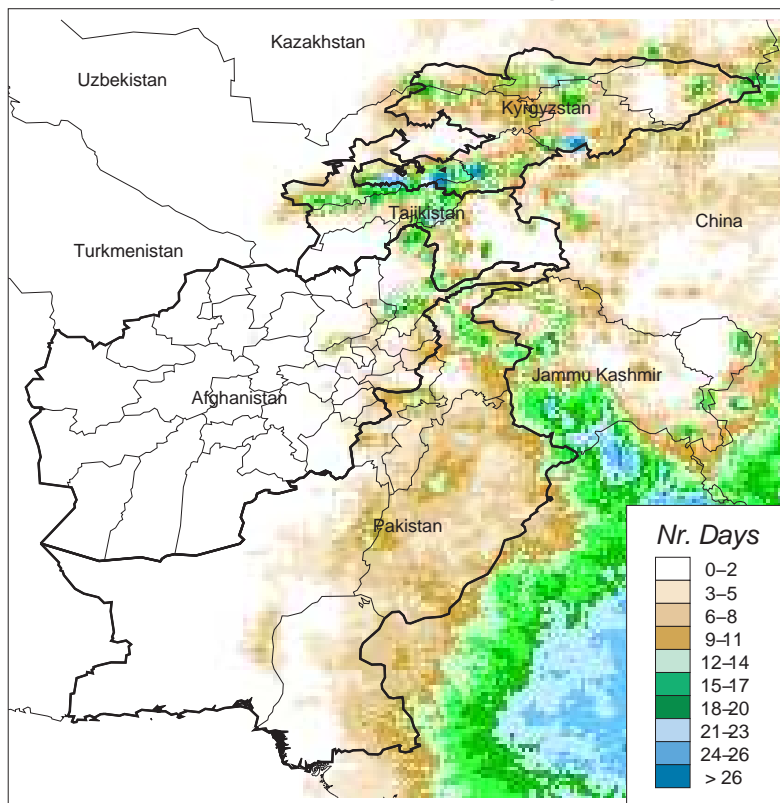 Kazakhstan
Uzbekistan
Kyrgyzstan
Tajikistan
China
Turkmenistan
Jammu Kashmir
Afghanistan
Pakistan
Nr. Days
0–2
3–5
6–8
9–11
12–14
15–17
18–20
21–23
24–26
> 26